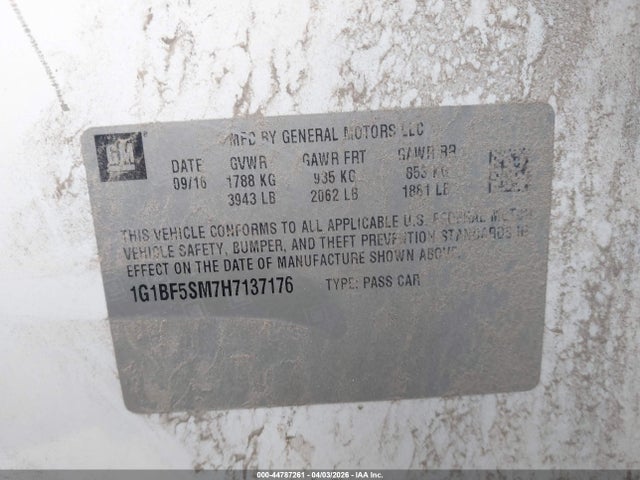 GM
MFD BY GENERAL MOTORS LLC
DATE GVWR GAWR FRT GAWR RR
09/16 1788 KG 935 KG 853 KG
3943 LB 2062 LB 1881 LB
THIS VEHICLE CONFORMS TO ALL APPLICABLE U.S. FEDERAL MOTOR
VEHICLE SAFETY, BUMPER, AND THEFT PREVENTION STANDARDS IN
EFFECT ON THE DATE OF MANUFACTURE SHOWN ABOVE.
1G1BF5SM7H7137176 TYPE: PASS CAR
000-44787261 - 04/03/2026 - © IAA Holdings, LLC